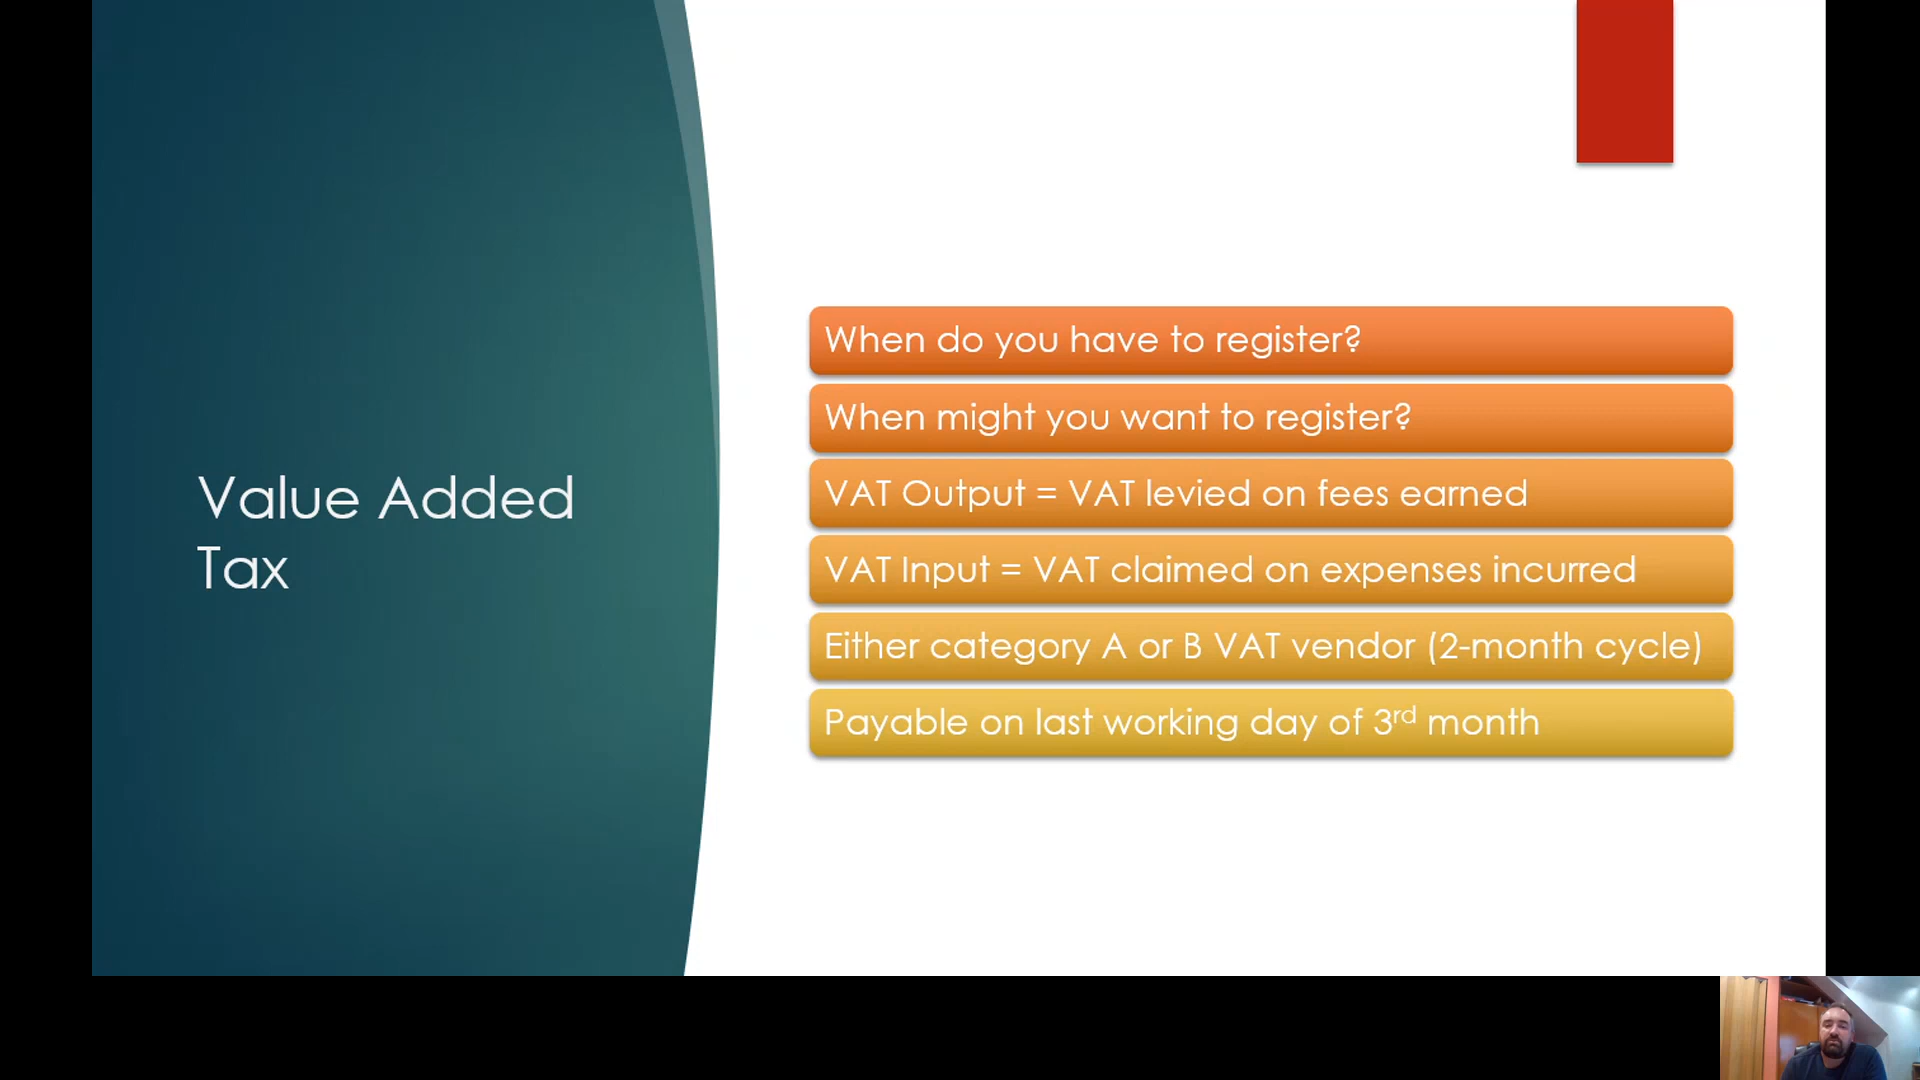 Value Added
Tax
When do you have to register?
When might you want to register?
VAT Output = VAT levied on fees earned
VAT Input = VAT claimed on expenses incurred
Either category A or B VAT vendor (2-month cycle)
Payable on last working day of 3rd month